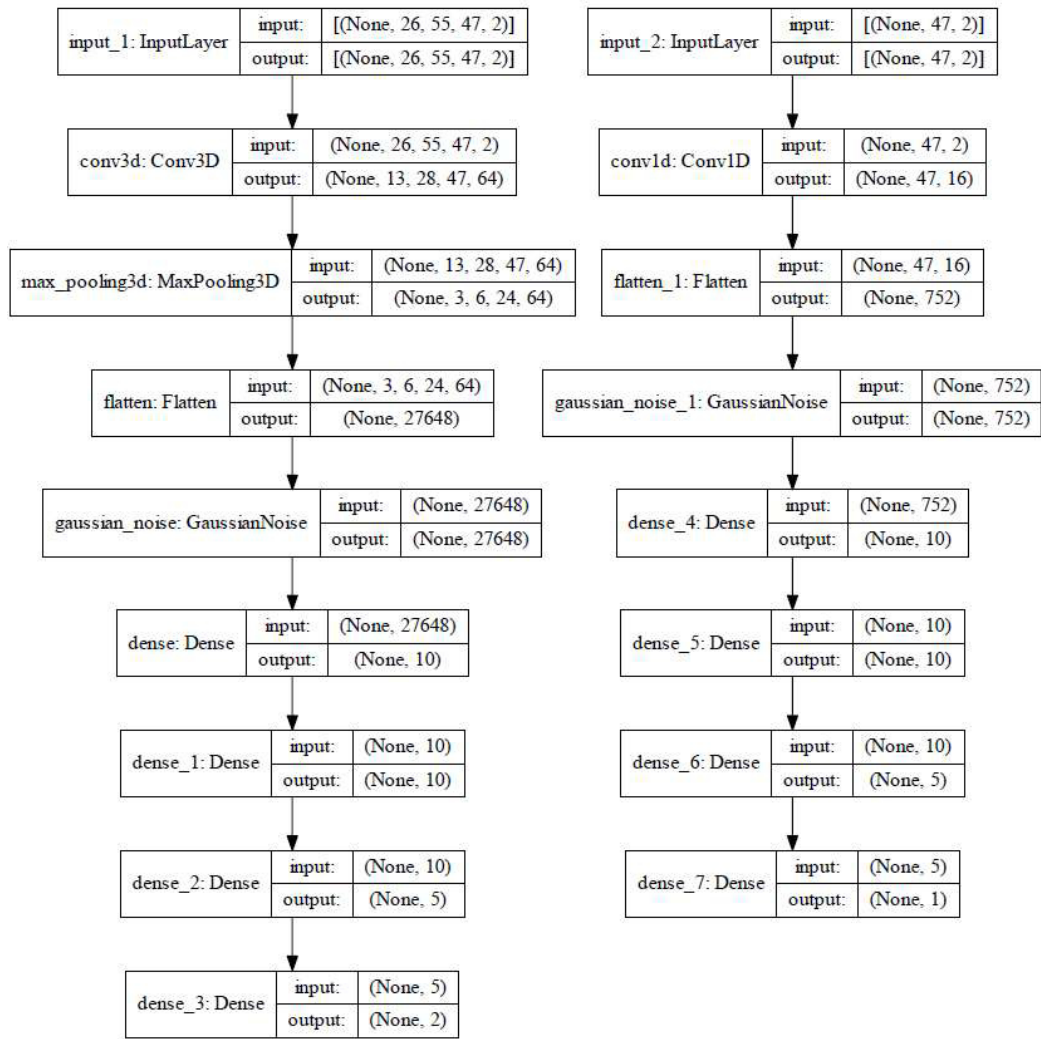 input_1: InputLayer
input: [(None, 26, 55, 47, 2)]
output: [(None, 26, 55, 47, 2)]
conv3d: Conv3D
input: (None, 26, 55, 47, 2)
output: (None, 13, 28, 47, 64)
max_pooling3d: MaxPooling3D
input: (None, 13, 28, 47, 64)
output: (None, 3, 6, 24, 64)
flatten: Flatten
input: (None, 3, 6, 24, 64)
output: (None, 27648)
gaussian_noise: GaussianNoise
input: (None, 27648)
output: (None, 27648)
dense: Dense
input: (None, 27648)
output: (None, 10)
dense_1: Dense
input: (None, 10)
output: (None, 10)
dense_2: Dense
input: (None, 10)
output: (None, 5)
dense_3: Dense
input: (None, 5)
output: (None, 2)
input_2: InputLayer
input: [(None, 47, 2)]
output: [(None, 47, 2)]
conv1d: Conv1D
input: (None, 47, 2)
output: (None, 47, 16)
flatten_1: Flatten
input: (None, 47, 16)
output: (None, 752)
gaussian_noise_1: GaussianNoise
input: (None, 752)
output: (None, 752)
dense_4: Dense
input: (None, 752)
output: (None, 10)
dense_5: Dense
input: (None, 10)
output: (None, 10)
dense_6: Dense
input: (None, 10)
output: (None, 5)
dense_7: Dense
input: (None, 5)
output: (None, 1)